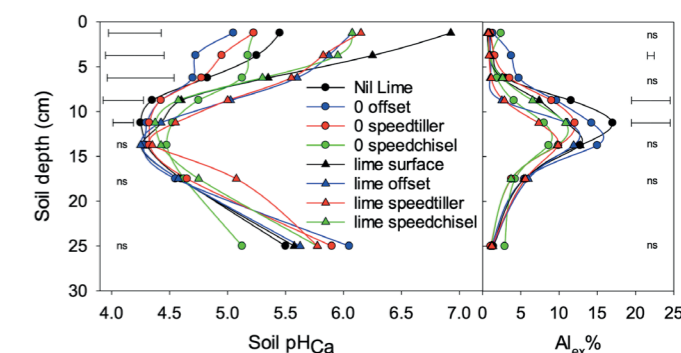 0
5
10
15
20
25
30
Soil depth (cm)
ns
ns
ns
Nil Lime
0 offset
0 speedtiller
0 speedchisel
lime surface
lime offset
lime speedtiller
lime speedchisel
4.0 4.5 5.0 5.5 6.0 6.5 7.0
Soil pHCa
ns
ns
ns
ns
ns
0 5 10 15 20 25
Alex%